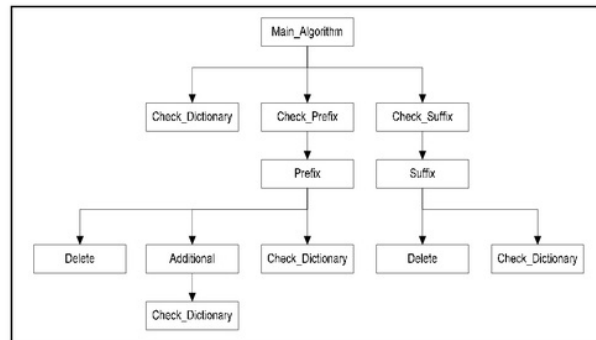 Main_Algorithm
Check_Dictionary
Check_Prefix
Check_Suffix
Prefix
Suffix
Delete
Additional
Check_Dictionary
Delete
Check_Dictionary
Check_Dictionary